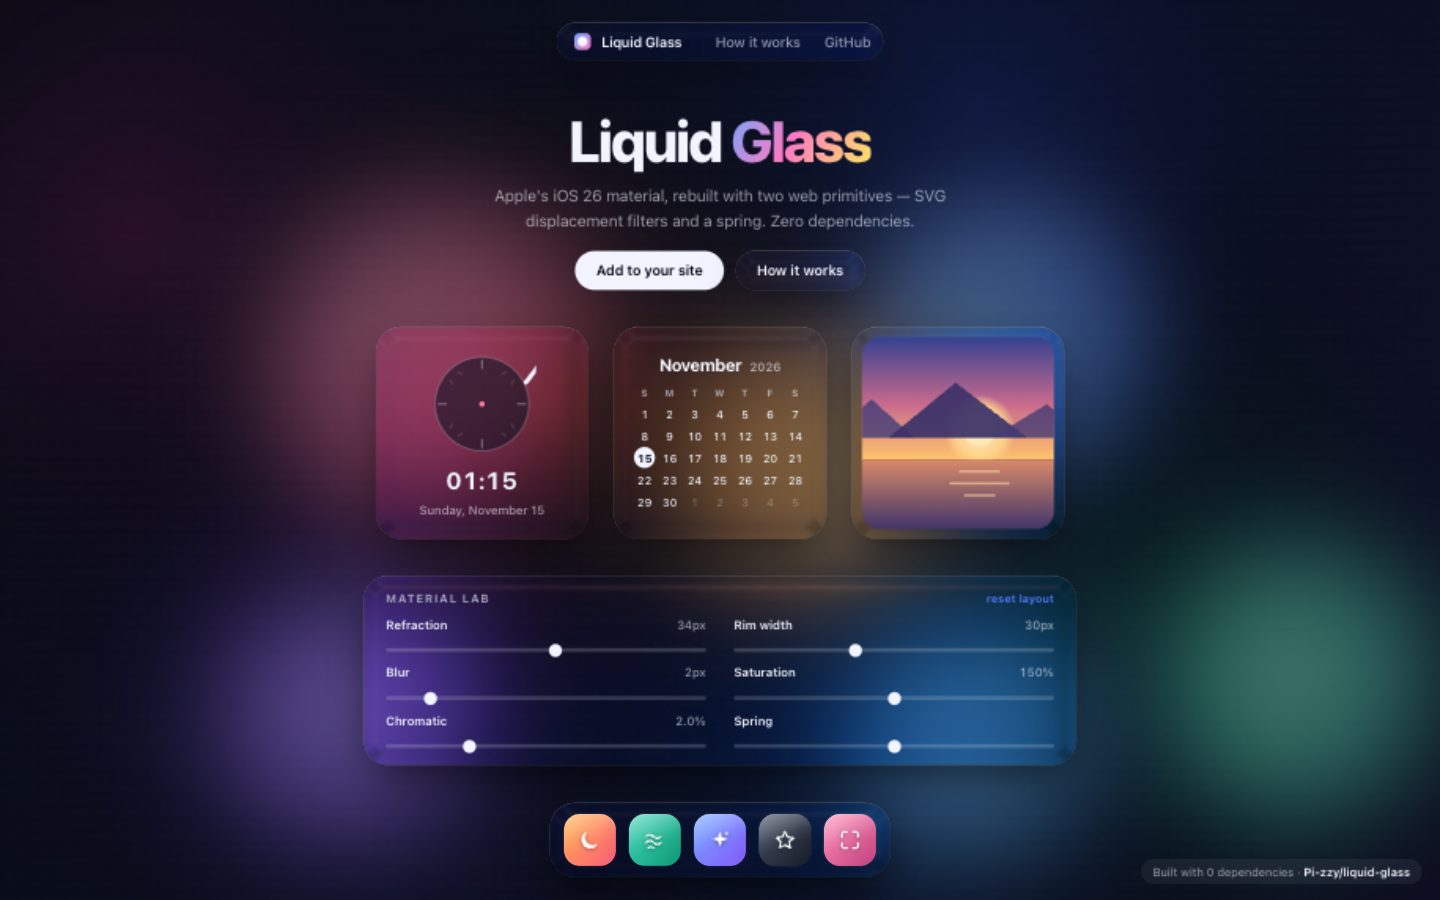 Liquid Glass How it works GitHub
Liquid Glass
Apple's iOS 26 material, rebuilt with two web primitives — SVG
displacement filters and a spring. Zero dependencies.
Add to your site How it works
01:15
Sunday, November 15
November 2026
S M T W T F S
1 2 3 4 5 6 7
8 9 10 11 12 13 14
15 16 17 18 19 20 21
22 23 24 25 26 27 28
29 30 1 2 3 4 5
MATERIAL LAB reset layout
Refraction 34px Rim width 30px
Blur 2px Saturation 150%
Chromatic 2.0% Spring
Built with 0 dependencies · Pi-zzy/liquid-glass